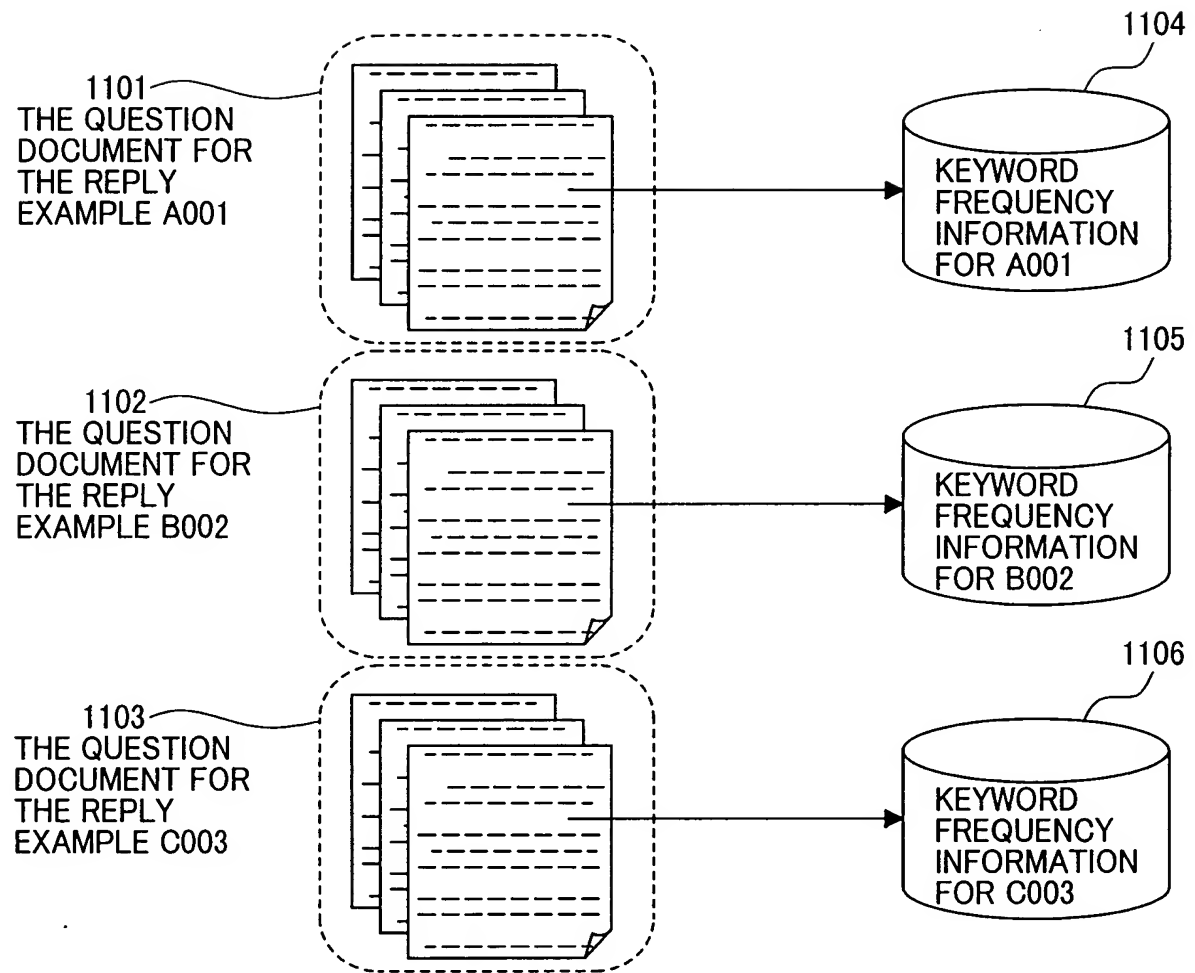 1101
THE QUESTION
DOCUMENT FOR
THE REPLY
EXAMPLE A001
1104
KEYWORD
FREQUENCY
INFORMATION
FOR A001
1102
THE QUESTION
DOCUMENT FOR
THE REPLY
EXAMPLE B002
1105
KEYWORD
FREQUENCY
INFORMATION
FOR B002
1103
THE QUESTION
DOCUMENT FOR
THE REPLY
EXAMPLE C003
1106
KEYWORD
FREQUENCY
INFORMATION
FOR C003